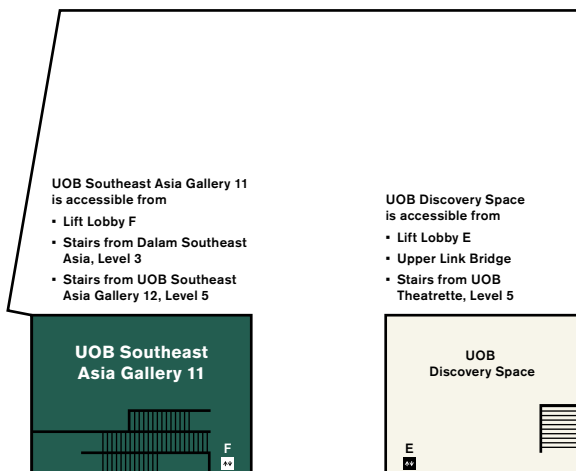 UOB Southeast Asia Gallery 11
is accessible from
▪ Lift Lobby F
▪ Stairs from Dalam Southeast
Asia, Level 3
▪ Stairs from UOB Southeast
Asia Gallery 12, Level 5
UOB Discovery Space
is accessible from
▪ Lift Lobby E
▪ Upper Link Bridge
▪ Stairs from UOB
Theatrette, Level 5
UOB Southeast
Asia Gallery 11
F
UOB
Discovery Space
E